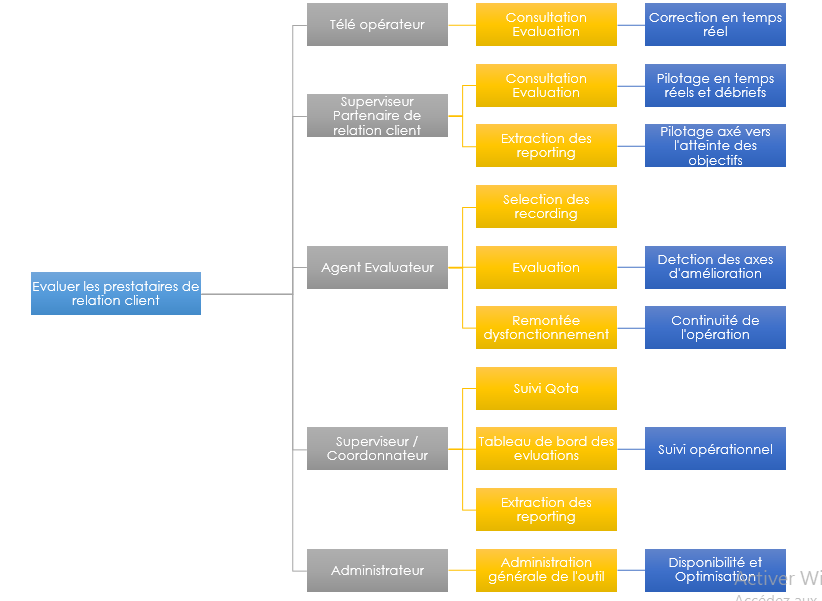 Evaluer les prestataires de
relation client
Télé opérateur
Consultation
Evaluation
Correction en temps
réel
Superviseur
Partenaire de
relation client
Consultation
Evaluation
Pilotage en temps
réels et débriefs
Extraction des
reporting
Pilotage axé vers
l'atteinte des
objectifs
Agent Evaluateur
Selection des
recording
Evaluation
Detction des axes
d'amélioration
Remontée
dysfonctionnement
Continuité de
l'opération
Superviseur /
Coordonnateur
Suivi Qota
Tableau de bord des
evluations
Suivi opérationnel
Extraction des
reporting
Administrateur
Administration
générale de l'outil
Disponibilité et
Optimisation
Activer Wi
Accédez aux